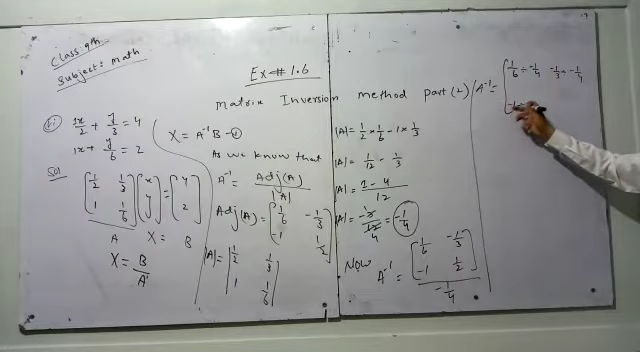 Class 9th
Subject: math
Ex # 1.6
Matrix Inversion method part (2)
(vi) x/2 + y/3 = 4
x + y/6 = 2
Sol
[1/2 1/3; 1 1/6] [x; y] = [4; 2]
A X = B
X = B/A
X = A⁻¹B -
As we know that
A⁻¹ = Adj(A)/|A|
Adj(A) = [1/6 -1/3; -1 1/2]
|A| = |1/2 1/3; 1 1/6|
|A| = 1/2 × 1/6 - 1 × 1/3
|A| = 1/12 - 1/3
|A| = 1-4/12
|A| = -3/12 4 = -1/4
Now
A⁻¹ = [1/6 -1/3; -1 1/2] / -1/4
A⁻¹ = [1/6 ÷ -1/4 -1/3 ÷ -1/4
-1 ÷